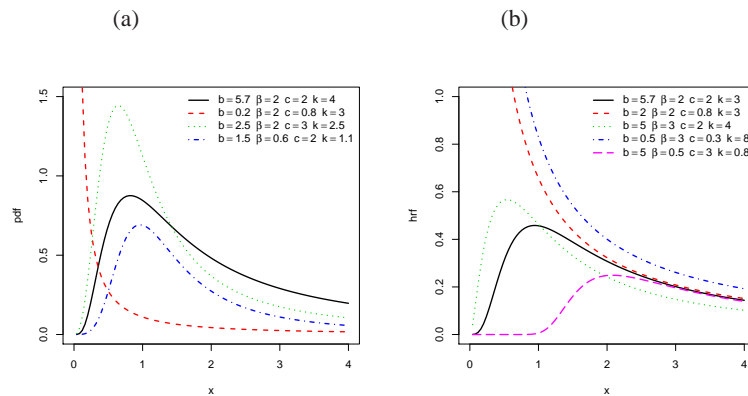 (a)
(b)
b=5.7 β=2 c=2 k=4
b=0.2 β=2 c=0.8 k=3
b=2.5 β=2 c=3 k=2.5
b=1.5 β=0.6 c=2 k=1.1
pdf
0.0 0.5 1.0 1.5
0 1 2 3 4
x
b=5.7 β=2 c=2 k=3
b=2 β=2 c=0.8 k=3
b=5 β=3 c=2 k=4
b=0.5 β=3 c=0.3 k=8
b=5 β=0.5 c=3 k=0.8
hrf
0.0 0.2 0.4 0.6 0.8 1.0
0 1 2 3 4
x